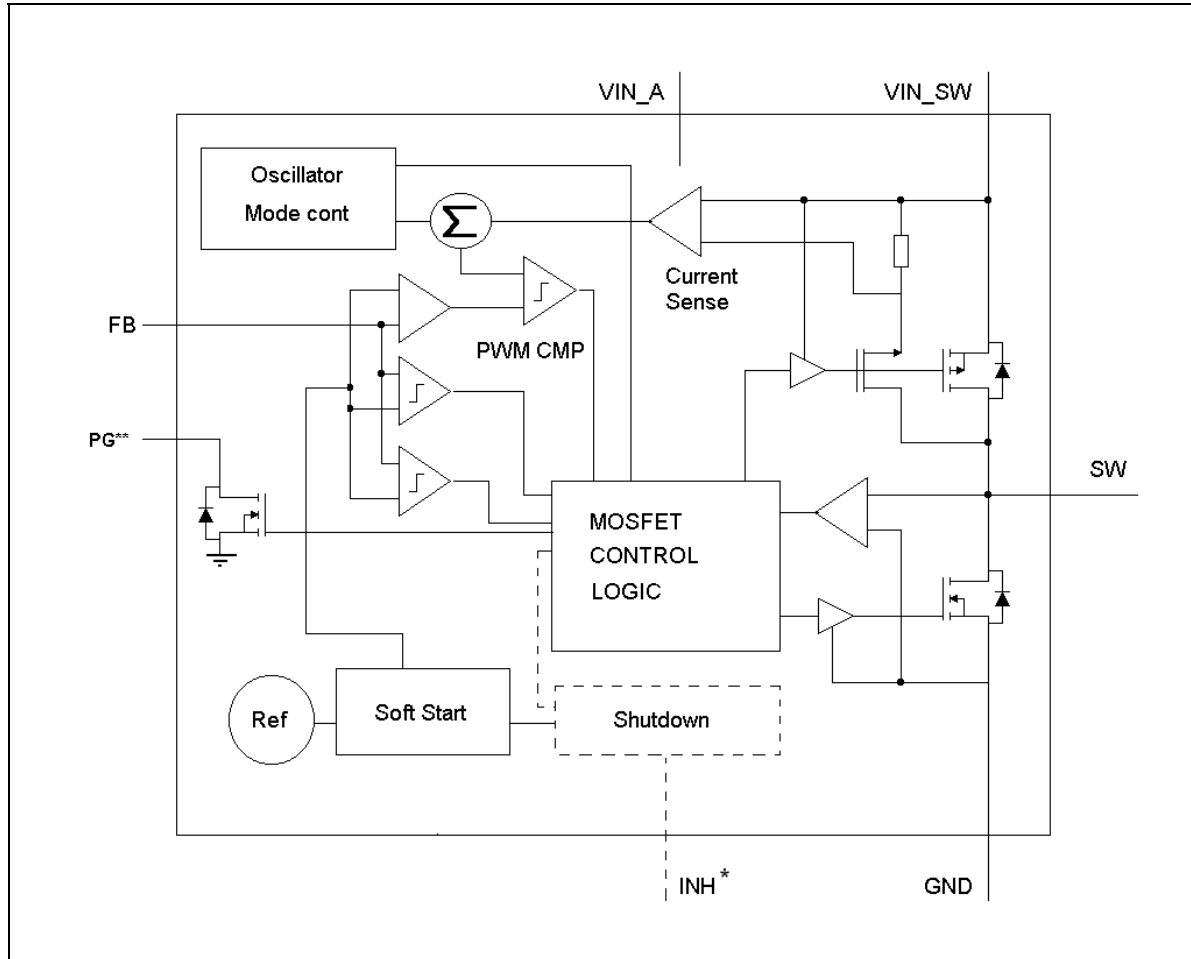 VIN_A
VIN_SW
Oscillator
Mode cont
Σ
Current
Sense
FB
PWM CMP
PG**
SW
MOSFET
CONTROL
LOGIC
Ref
Soft Start
Shutdown
INH*
GND